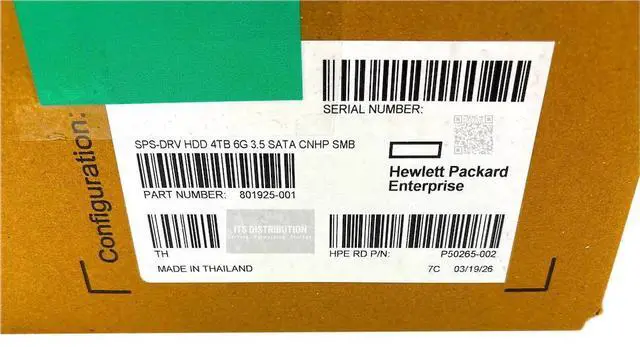 SERIAL NUMBER:
SPS-DRV HDD 4TB 6G 3.5 SATA CNHP SMB
PART NUMBER: 801925-001
Hewlett Packard
Enterprise
Configuration:
ITS DISTRIBUTION
TH
HPE RD P/N: P50265-002
MADE IN THAILAND
7C 03/19/26